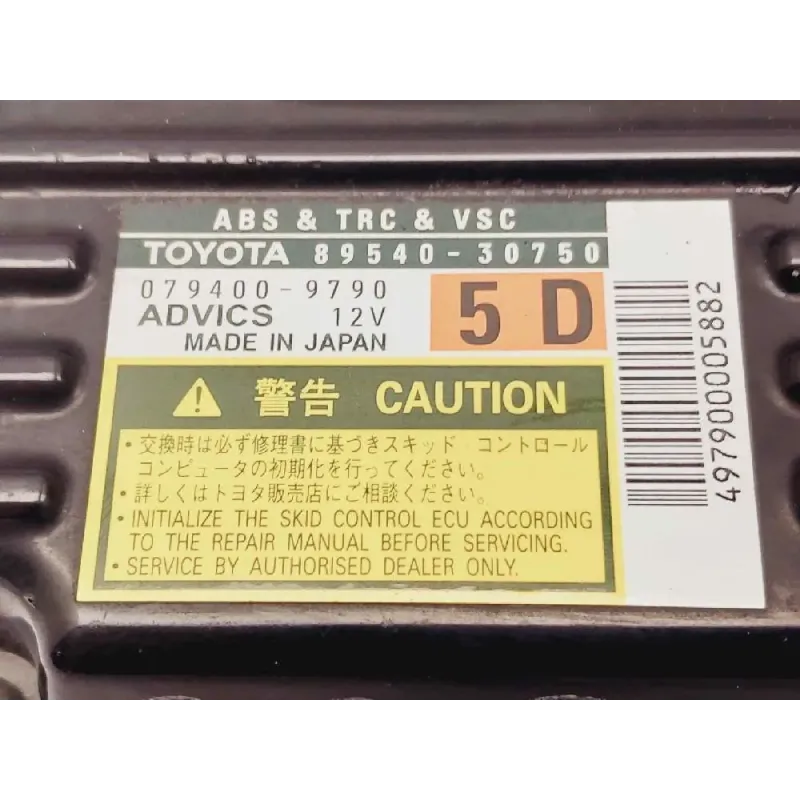 ABS & TRC & VSC
TOYOTA 89540-30750
079400-9790
ADVICS 12V
MADE IN JAPAN
5 D
警告 CAUTION
・交換時は必ず修理書に基づきスキッド コントロール
コンピュータの初期化を行ってください。
・詳しくはトヨタ販売店にご相談ください。
• INITIALIZE THE SKID CONTROL ECU ACCORDING
TO THE REPAIR MANUAL BEFORE SERVICING.
• SERVICE BY AUTHORISED DEALER ONLY.
497900005882